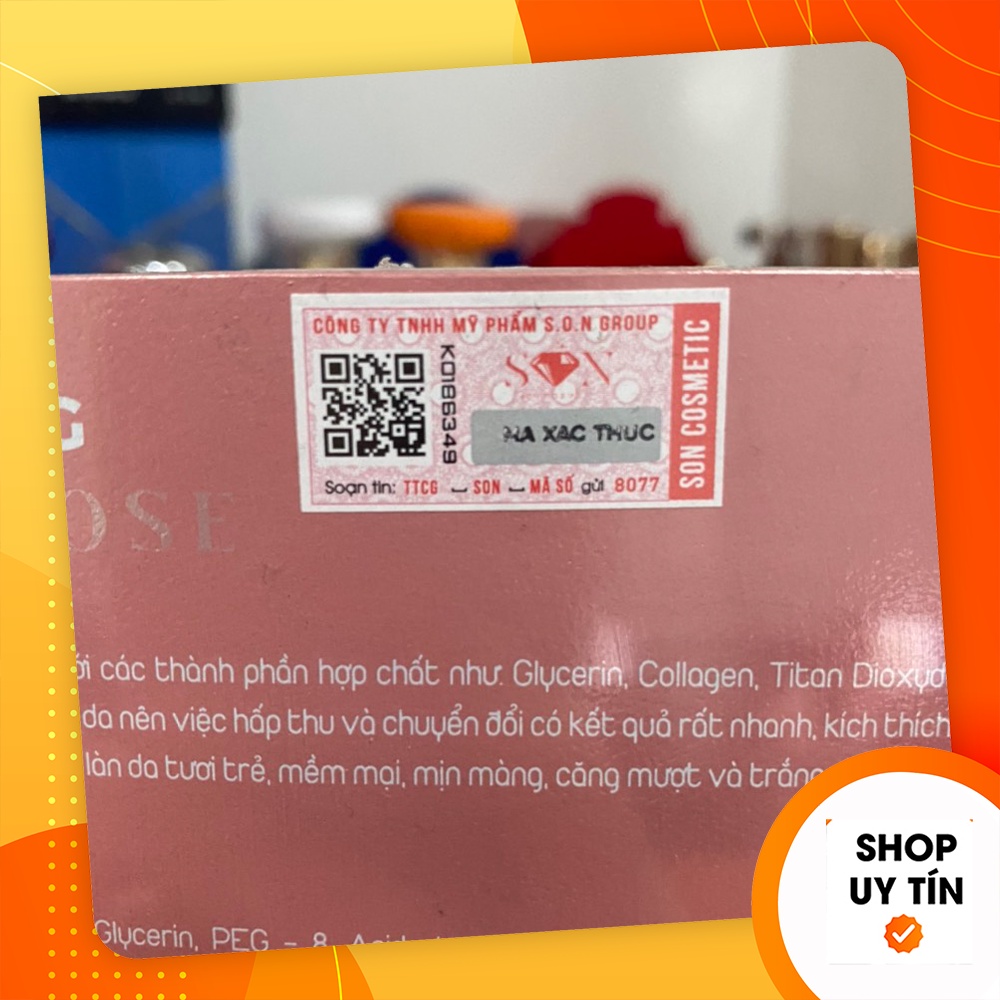 CÔNG TY TNHH MỸ PHẨM S.O.N GROUP
K0186349
SON
XAC THUC
Soạn tin: TTCG SON MÃ SỐ gửi 8077
SON COSMETIC
G
OSE
các thành phần hợp chất như: Glycerin, Collagen, Titan Dioxyd
da nên việc hấp thu và chuyển đổi có kết quả rất nhanh, kích thích
làn da tươi trẻ, mềm mại, mịn màng, căng mượt và trắng
Glycerin, PEG - 8,
SHOP
UY TÍN